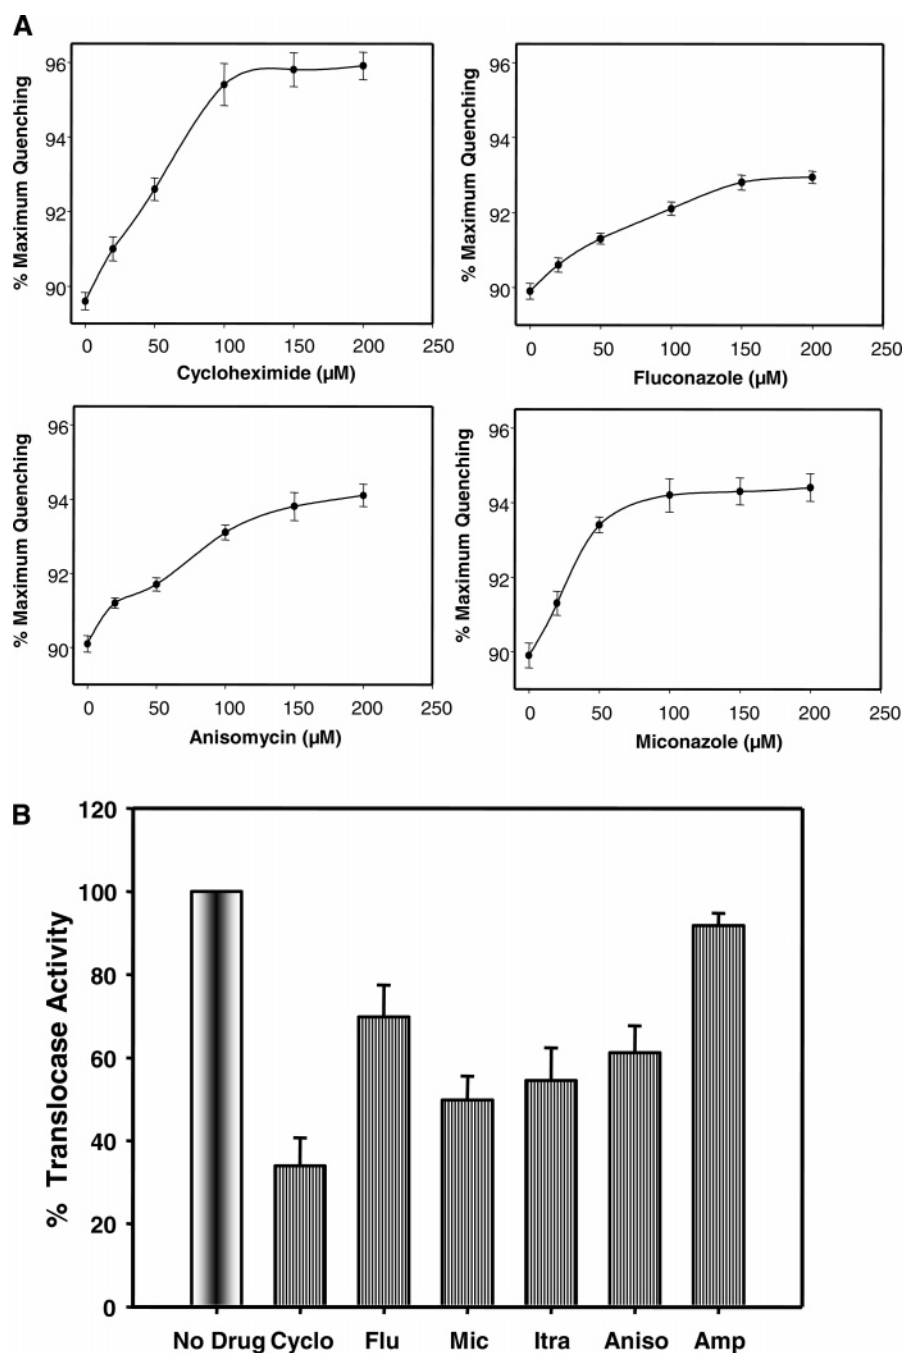 A
% Maximum Quenching
96
94
92
90
0 50 100 150 200 250
Cycloheximide (µM)
% Maximum Quenching
96
94
92
90
0 50 100 150 200 250
Fluconazole (µM)
% Maximum Quenching
96
94
92
90
0 50 100 150 200 250
Anisomycin (µM)
% Maximum Quenching
96
94
92
90
0 50 100 150 200 250
Miconazole (µM)
B
% Translocase Activity
120
100
80
60
40
20
0
No Drug Cyclo Flu Mic Itra Aniso Amp